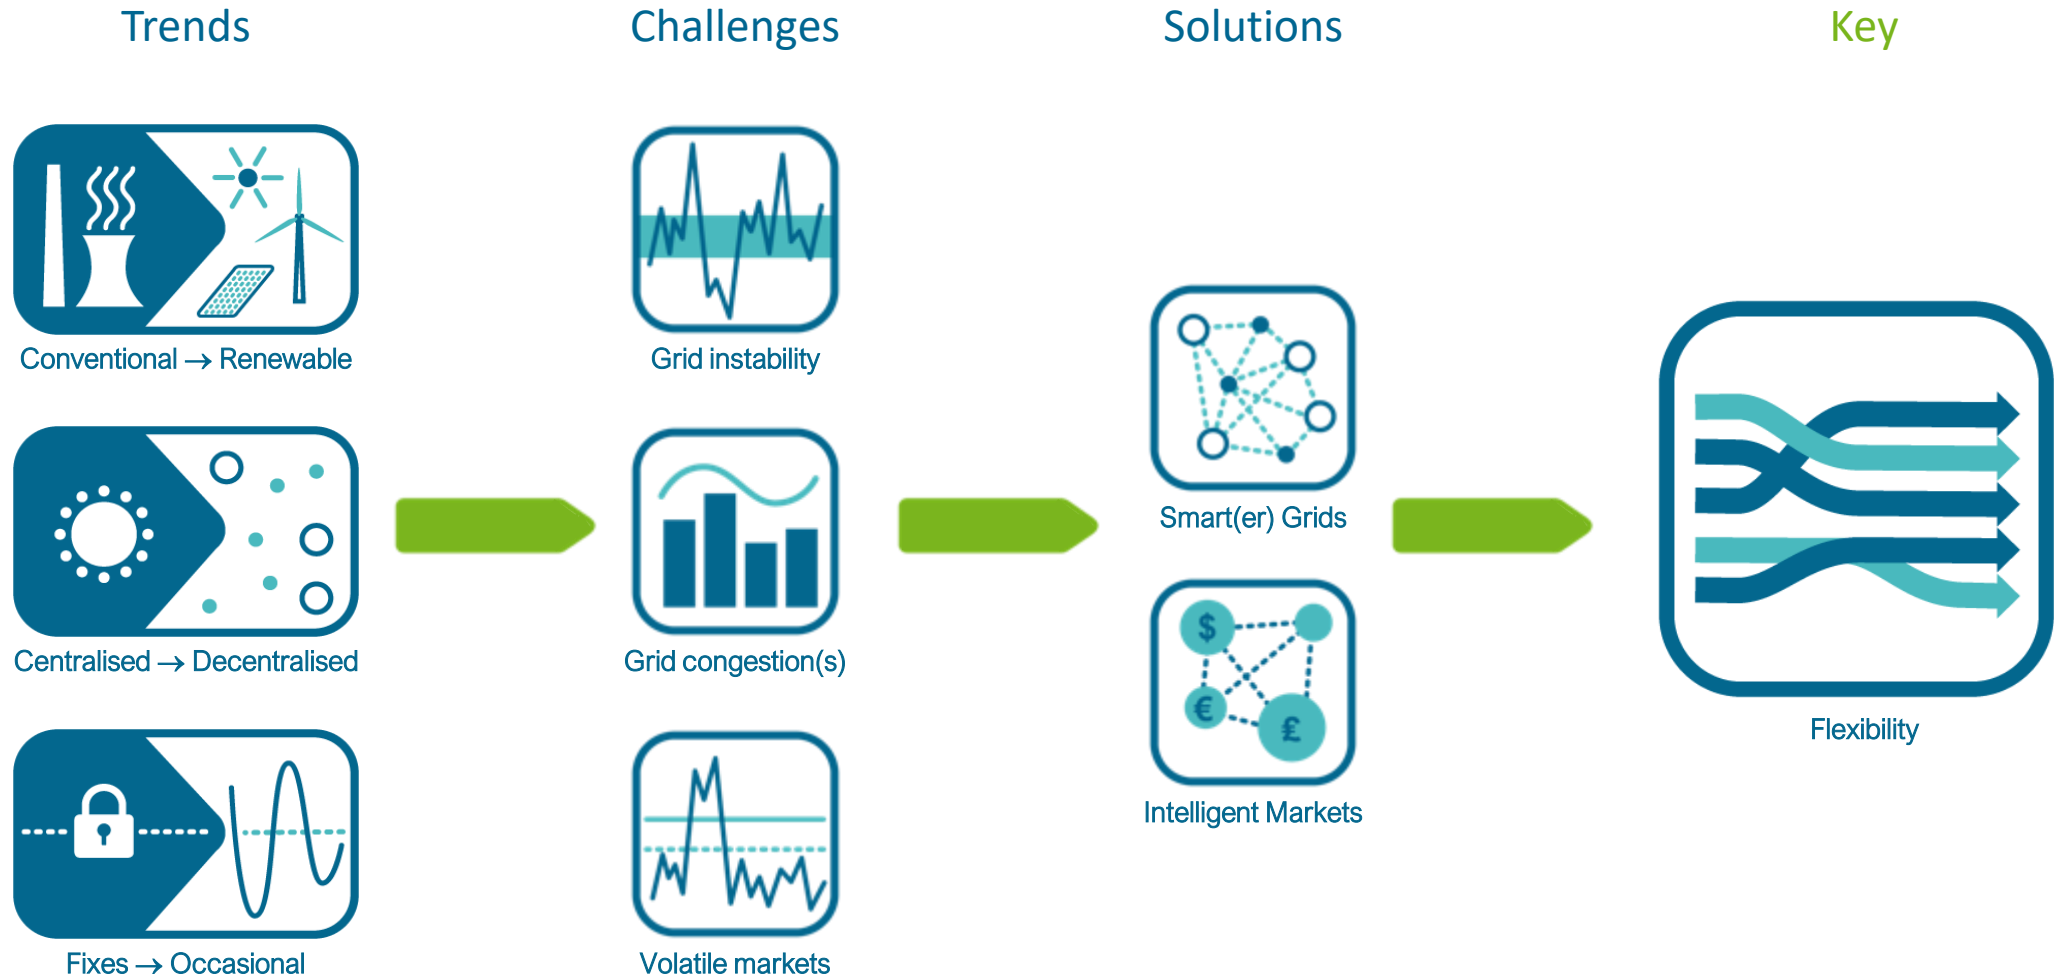 Trends
Challenges
Solutions
Key
Conventional → Renewable
Grid instability
Centralised → Decentralised
Grid congestion(s)
Fixes → Occasional
Volatile markets
Smart(er) Grids
$
€
£
Intelligent Markets
Flexibility